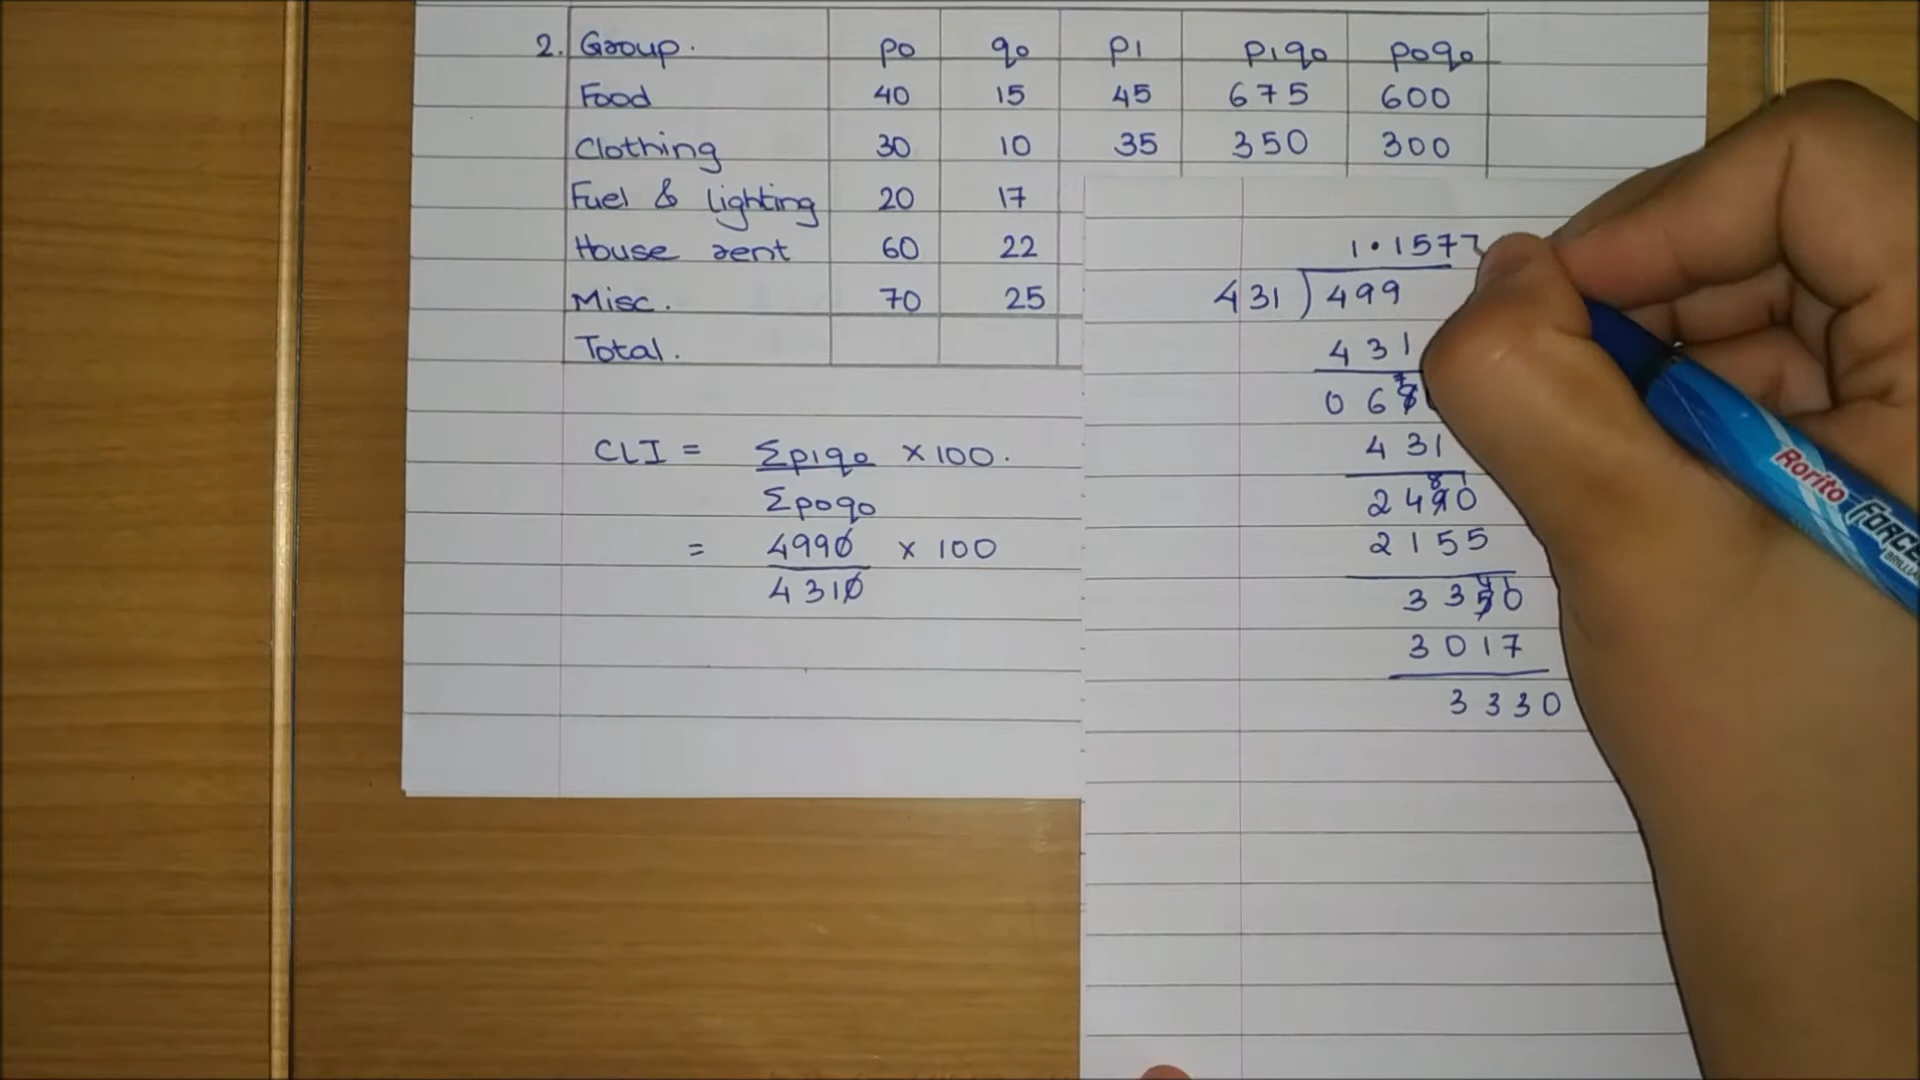 2. Group. p0 q0 p1 p1q0 p0q0
Food 40 15 45 675 600
Clothing 30 10 35 350 300
Fuel & lighting 20 17
House rent 60 22
Misc. 70 25
Total.
CLI = Σp1q0 × 100.
Σp0q0
= 4990 × 100
4310
1.1577
431 ) 499
431
068
431
2490
2155
3350
3017
3330
Rorito